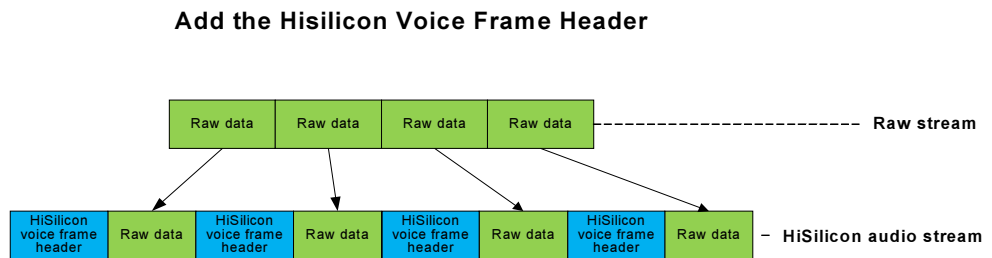 Add the Hisilicon Voice Frame Header
Raw data Raw data Raw data Raw data Raw stream
HiSilicon voice frame header
Raw data
HiSilicon voice frame header
Raw data
HiSilicon voice frame header
Raw data
HiSilicon voice frame header
Raw data
HiSilicon audio stream